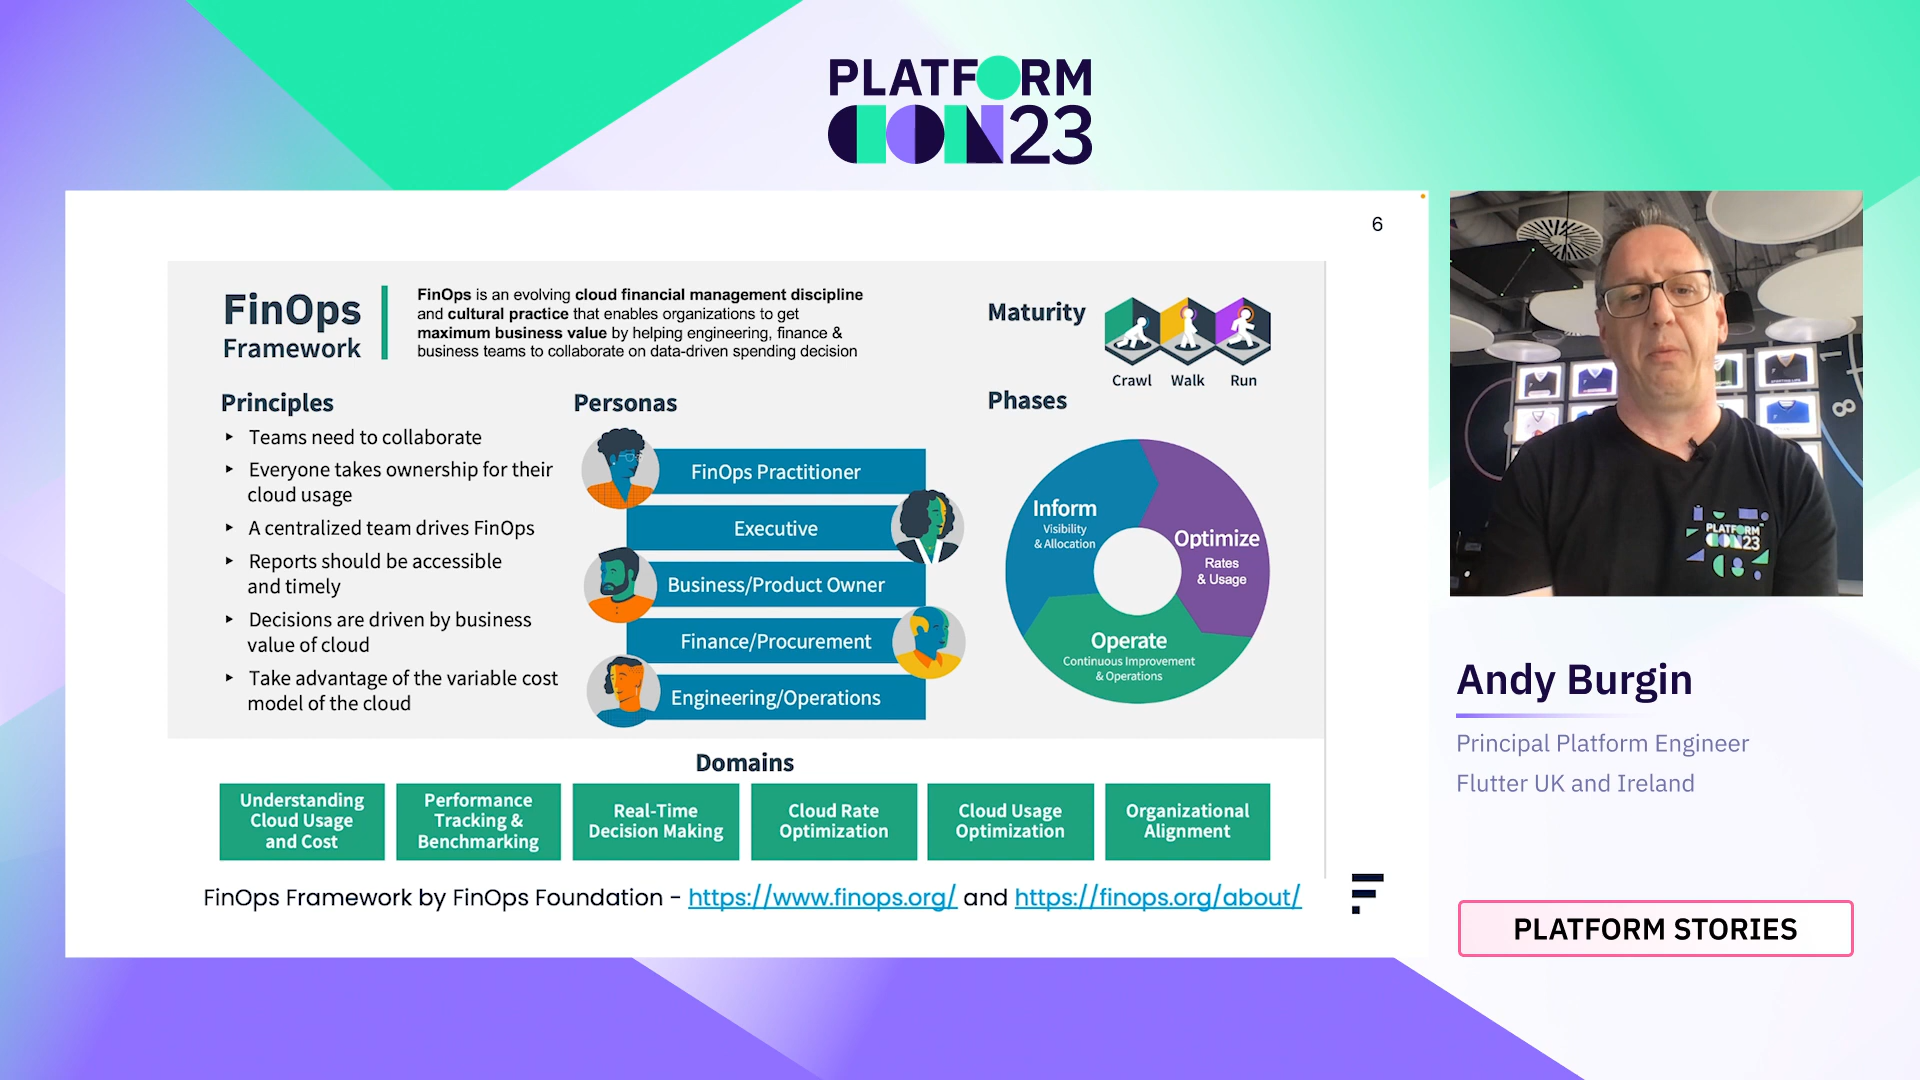 PLATFORM
CON23
6
FinOps
Framework
FinOps is an evolving cloud financial management discipline
and cultural practice that enables organizations to get
maximum business value by helping engineering, finance &
business teams to collaborate on data-driven spending decision
Maturity
Crawl Walk Run
Principles
‣ Teams need to collaborate
‣ Everyone takes ownership for their
cloud usage
‣ A centralized team drives FinOps
‣ Reports should be accessible
and timely
‣ Decisions are driven by business
value of cloud
‣ Take advantage of the variable cost
model of the cloud
Personas
FinOps Practitioner
Executive
Business/Product Owner
Finance/Procurement
Engineering/Operations
Phases
Inform
Visibility
& Allocation
Optimize
Rates
& Usage
Operate
Continuous Improvement
& Operations
Domains
Understanding
Cloud Usage
and Cost
Performance
Tracking &
Benchmarking
Real-Time
Decision Making
Cloud Rate
Optimization
Cloud Usage
Optimization
Organizational
Alignment
FinOps Framework by FinOps Foundation - https://www.finops.org/ and https://finops.org/about/
PLATFORM
CON23
8
Andy Burgin
Principal Platform Engineer
Flutter UK and Ireland
PLATFORM STORIES